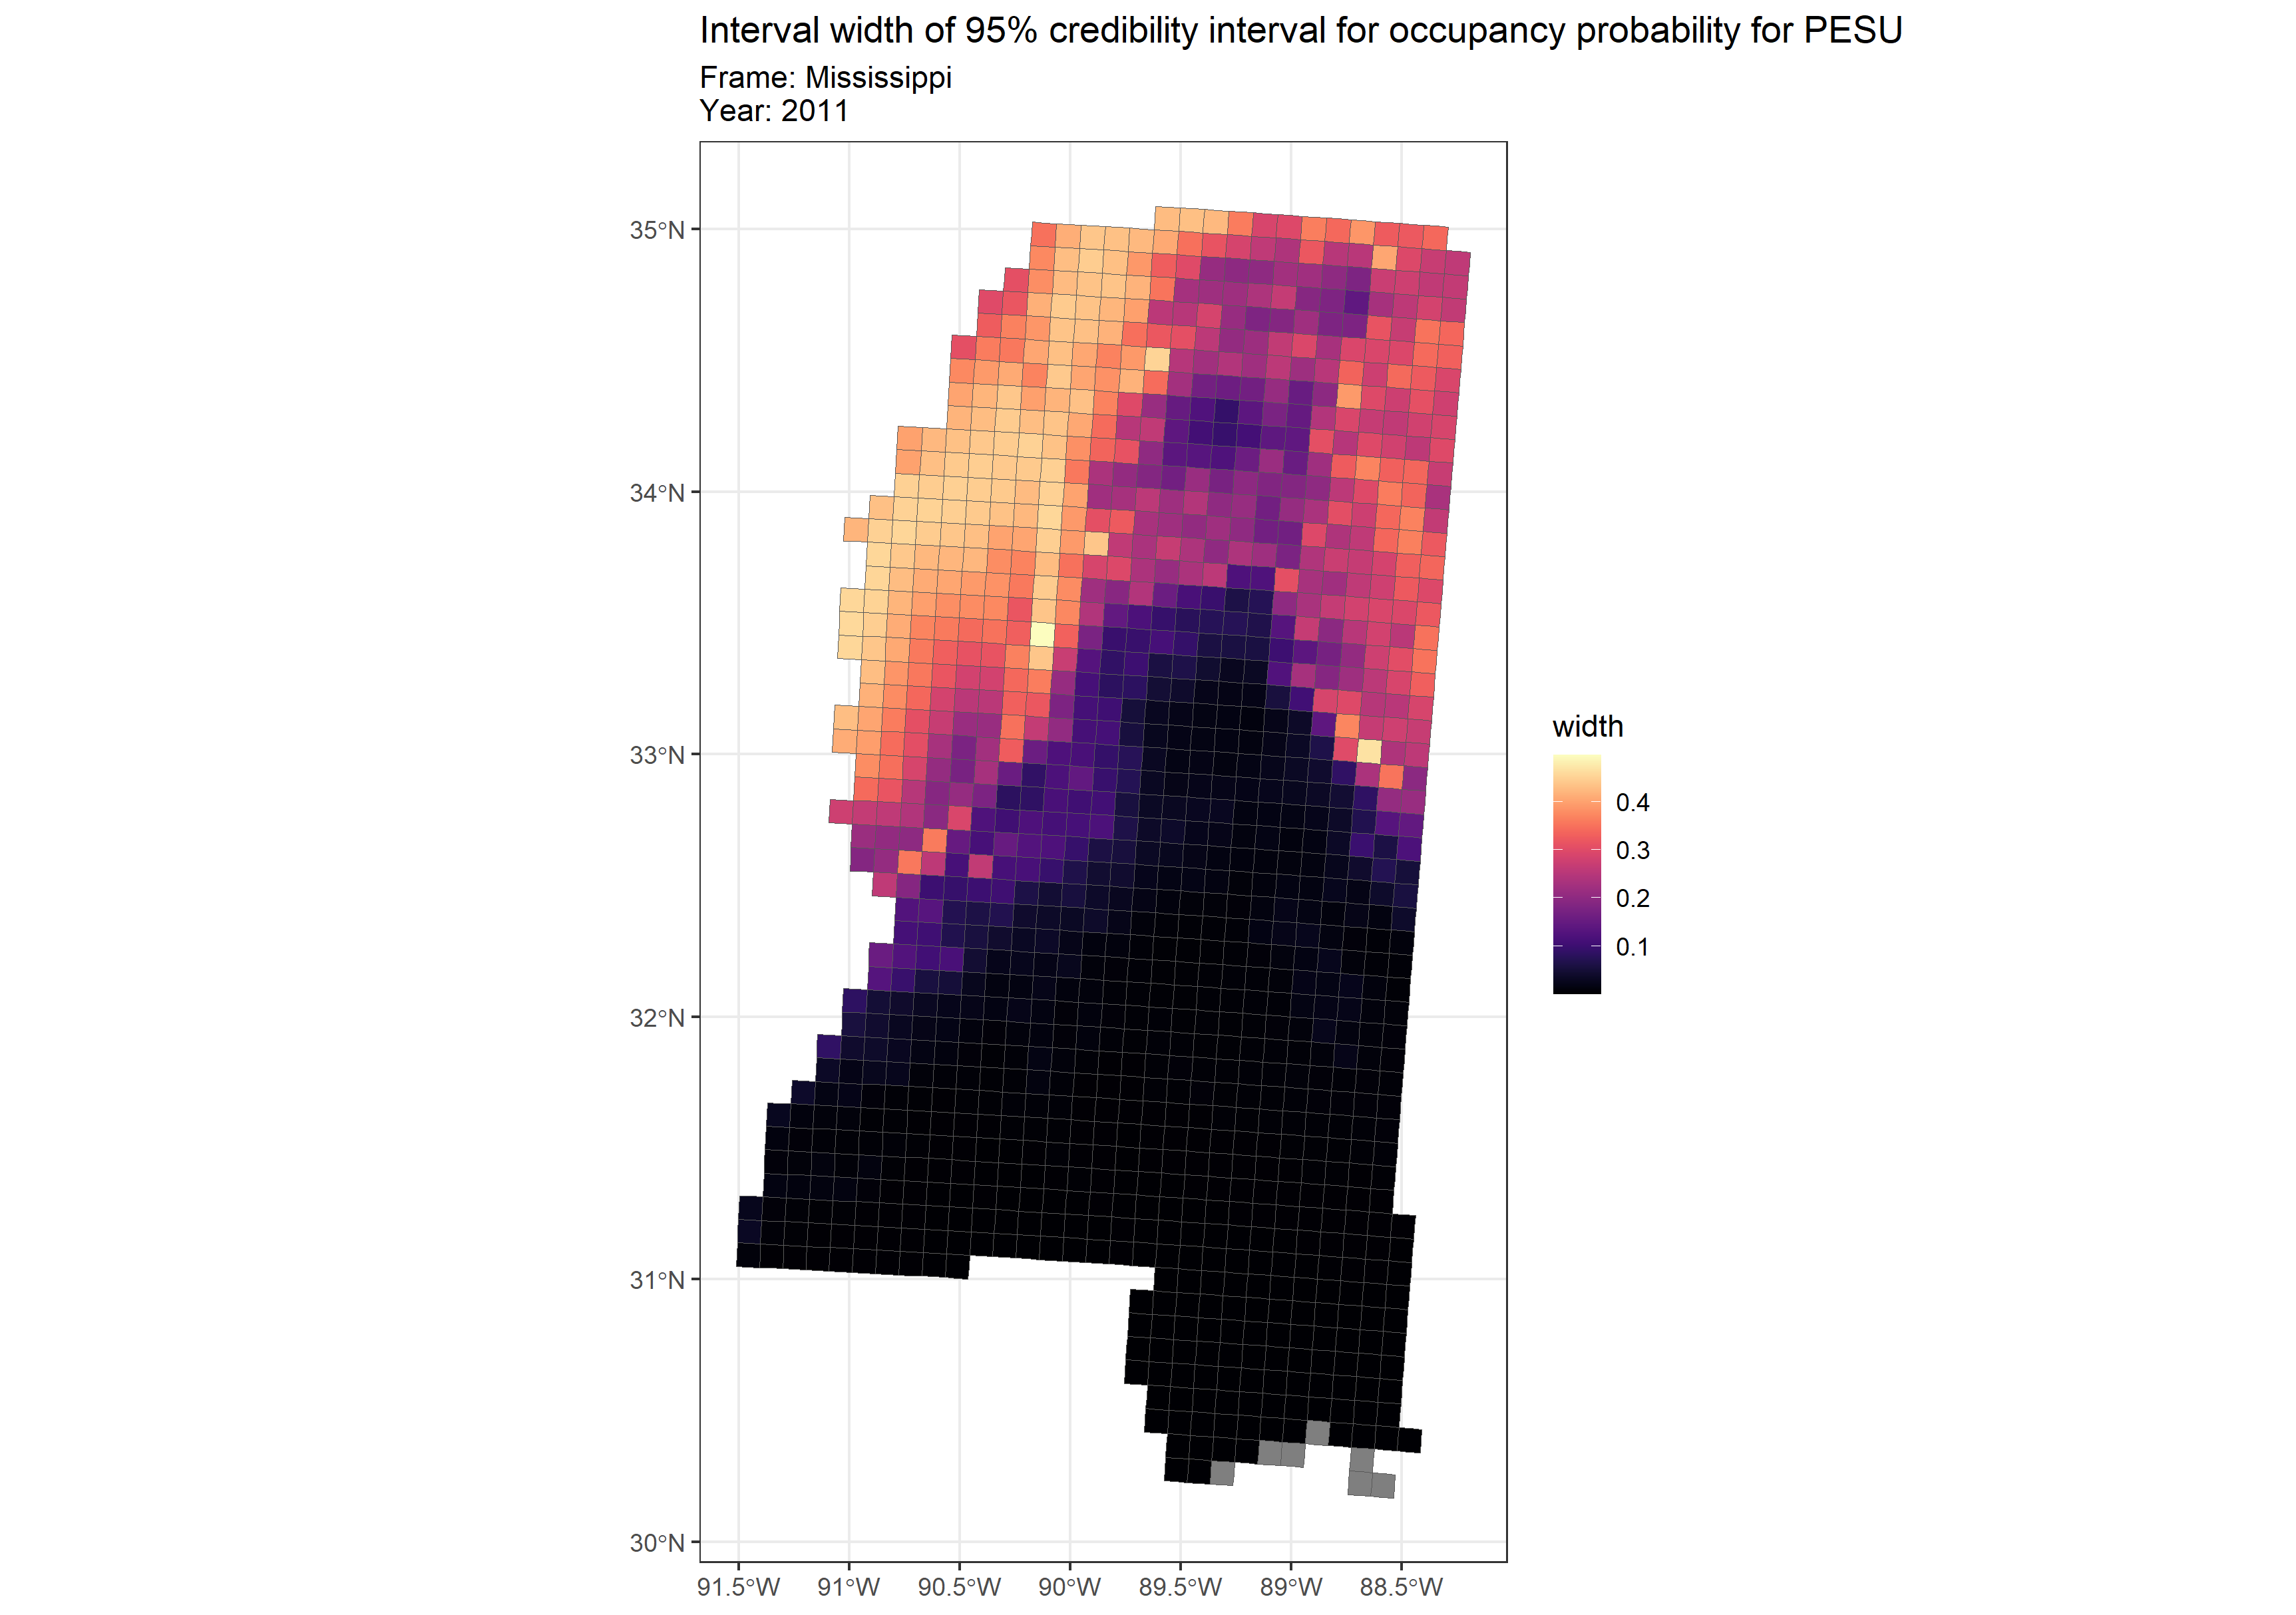 Interval width of 95% credibility interval for occupancy probability for PESU
Frame: Mississippi
Year: 2011
35°N
34°N
33°N
32°N
31°N
30°N
91.5°W
91°W
90.5°W
90°W
89.5°W
89°W
88.5°W
width
0.4
0.3
0.2
0.1